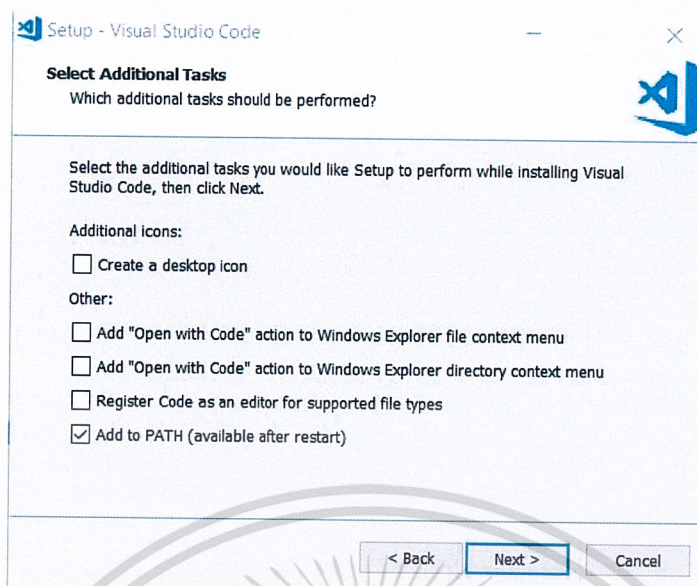 Setup - Visual Studio Code
Select Additional Tasks
Which additional tasks should be performed?
Select the additional tasks you would like Setup to perform while installing Visual
Studio Code, then click Next.
Additional icons:
Create a desktop icon
Other:
Add "Open with Code" action to Windows Explorer file context menu
Add "Open with Code" action to Windows Explorer directory context menu
Register Code as an editor for supported file types
Add to PATH (available after restart)
< Back Next > Cancel